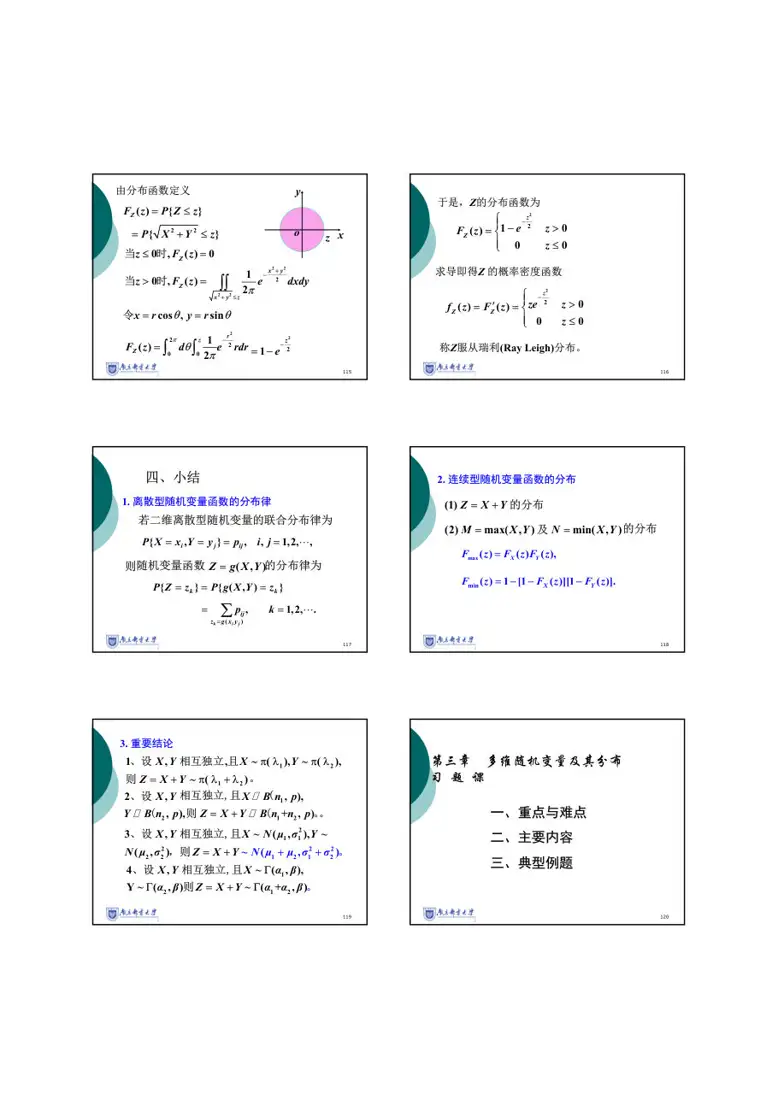 由分布函数定义
F_Z(z) = P{Z ≤ z}
= P{√(X² + Y²) ≤ z}
y
o
z x
当z ≤ 0时, F_Z(z) = 0
当z > 0时, F_Z(z) = ∬_{√(x²+y²) ≤ z} 1/(2π) e^{-(x²+y²)/2} dxdy
令x = r cos θ, y = r sin θ
F_Z(z) = ∫_0^{2π} dθ ∫_0^z 1/(2π) e^{-r²/2} rdr = 1 − e^{-z²/2}
115
于是，Z的分布函数为
F_Z(z) = { 1 − e^{-z²/2} z > 0
0 z ≤ 0
求导即得Z 的概率密度函数
f_Z(z) = F′_Z(z) = { ze^{-z²/2} z > 0
0 z ≤ 0
称Z服从瑞利(Ray Leigh)分布。
116
四、小结
1. 离散型随机变量函数的分布律
若二维离散型随机变量的联合分布律为
P{X = x_i, Y = y_j} = p_{ij}, i, j = 1,2,⋯,
则随机变量函数 Z = g(X,Y)的分布律为
P{Z = z_k} = P{g(X,Y) = z_k}
= ∑_{z_k = g(x_i y_j)} p_{ij}, k = 1,2,⋯.
117
2. 连续型随机变量函数的分布
(1) Z = X + Y 的分布
(2) M = max(X,Y) 及 N = min(X,Y)的分布
F_max(z) = F_X(z)F_Y(z),
F_min(z) = 1 − [1 − F_X(z)][1 − F_Y(z)].
118
3. 重要结论
1、设 X, Y 相互独立,且X ~ π(λ₁),Y ~ π(λ₂),
则 Z = X + Y ~ π(λ₁ + λ₂)。
2、设 X, Y 相互独立, 且X□ B(n₁, p),
Y□ B(n₂, p),则 Z = X + Y□ B(n₁+n₂, p)。。
3、设 X, Y 相互独立, 且X ~ N(μ₁,σ₁²),Y ~
N(μ₂,σ₂²)，则 Z = X + Y ~ N(μ₁ + μ₂,σ₁² + σ₂²)。
4、设 X, Y 相互独立, 且X ~ Γ(α₁, β),
Y ~ Γ(α₂, β)则 Z = X + Y ~ Γ(α₁+α₂, β)。
119
第三章 多维随机变量及其分布
习 题 课
一、重点与难点
二、主要内容
三、典型例题
120